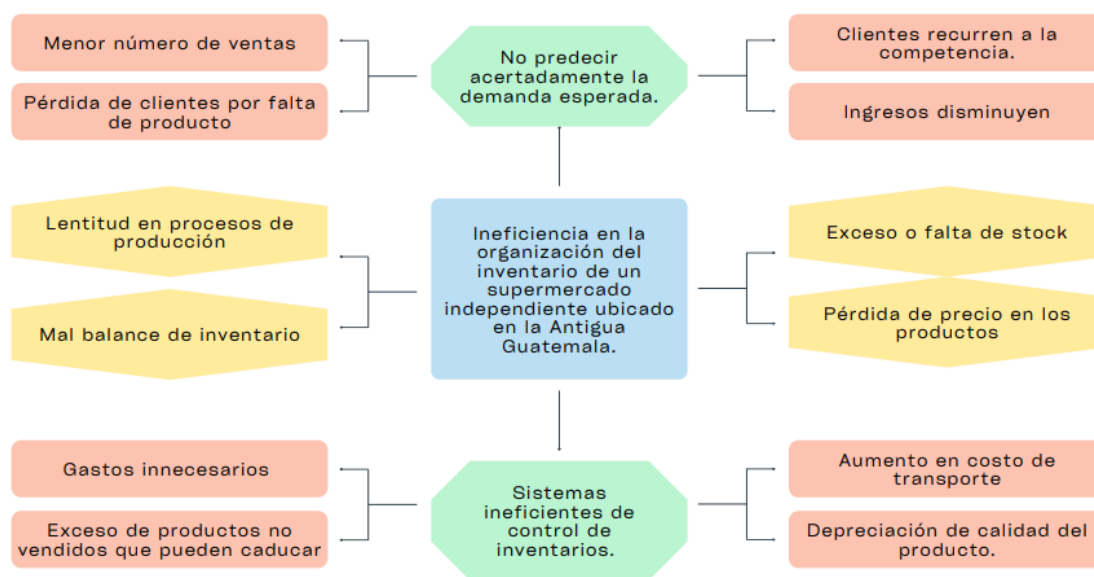 Menor número de ventas
Pérdida de clientes por falta
de producto
No predecir
acertadamente la
demanda esperada.
Clientes recurren a la
competencia.
Ingresos disminuyen
Lentitud en procesos de
producción
Mal balance de inventario
Ineficiencia en la
organización del
inventario de un
supermercado
independiente ubicado
en la Antigua
Guatemala.
Exceso o falta de stock
Pérdida de precio en los
productos
Gastos innecesarios
Exceso de productos no
vendidos que pueden caducar
Sistemas
ineficientes de
control de
inventarios.
Aumento en costo de
transporte
Depreciación de calidad del
producto.